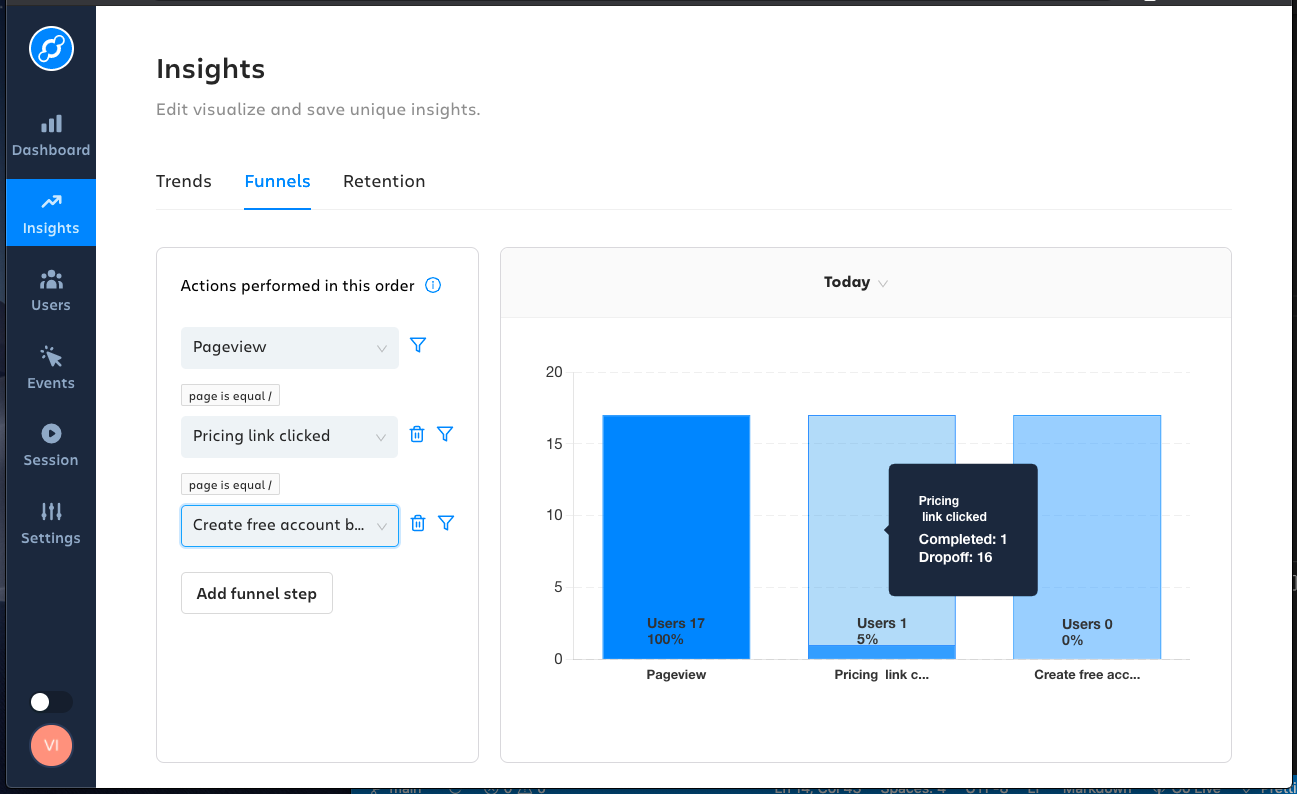 Insights
Edit visualize and save unique insights.
Dashboard
Insights
Users
Events
Session
Settings
VI
Trends Funnels Retention
Actions performed in this order
Pageview
page is equal /
Pricing link clicked
page is equal /
Create free account b...
Add funnel step
Today
20
15
10
5
0
Users 17
100%
Users 1
5%
Users 0
0%
Pricing
link clicked
Completed: 1
Dropoff: 16
Pageview
Pricing link c...
Create free acc...